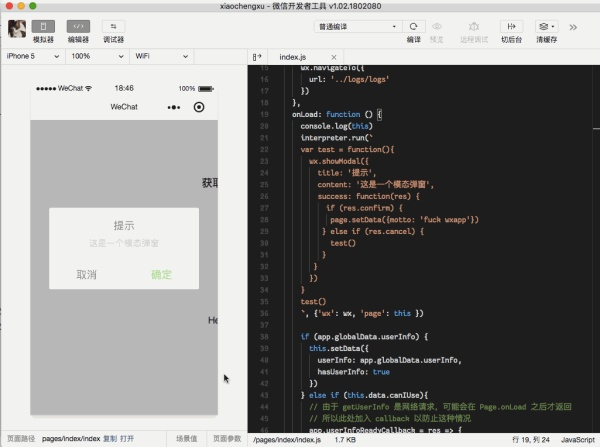 xiaochengxu - 微信开发者工具 v1.02.1802080
模拟器 编辑器 调试器 普通编译 编译 预览 远程调试 切后台 清缓存
iPhone 5 100% WiFi index.js
WeChat 18:46 100%
WeChat
获取
提示
这是一个模态弹窗
取消 确定
He
15 wx.navigateTo({
16 url: '../logs/logs'
17 })
18 },
19 onLoad: function () {
20 console.log(this)
21 interpreter.run(`
22 var test = function(){
23 wx.showModal({
24 title: '提示',
25 content: '这是一个模态弹窗',
26 success: function(res) {
27 if (res.confirm) {
28 page.setData({motto: 'fuck wxapp'})
29 } else if (res.cancel) {
30 test()
31 }
32 }
33 })
34 }
35 test()
36 `, {'wx': wx, 'page': this })
37
38 if (app.globalData.userInfo) {
39 this.setData({
40 userInfo: app.globalData.userInfo,
41 hasUserInfo: true
42 })
43 } else if (this.data.canIUse){
44 // 由于 getUserInfo 是网络请求，可能会在 Page.onLoad 之后才返回
45 // 所以此处加入 callback 以防止这种情况
46 app.userInfoReadyCallback = res => {
页面路径 pages/index/index 复制 打开 场景值 页面参数 /pages/index/index.js 1.7 KB 行 19, 列 24 JavaScript